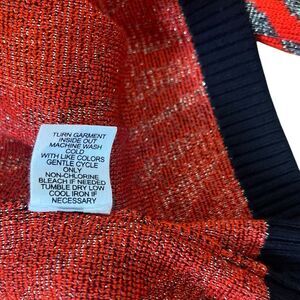 TURN GARMENT
INSIDE OUT
MACHINE WASH
COLD
WITH LIKE COLORS
GENTLE CYCLE
ONLY
NON-CHLORINE
BLEACH IF NEEDED
TUMBLE DRY LOW
COOL IRON IF
NECESSARY